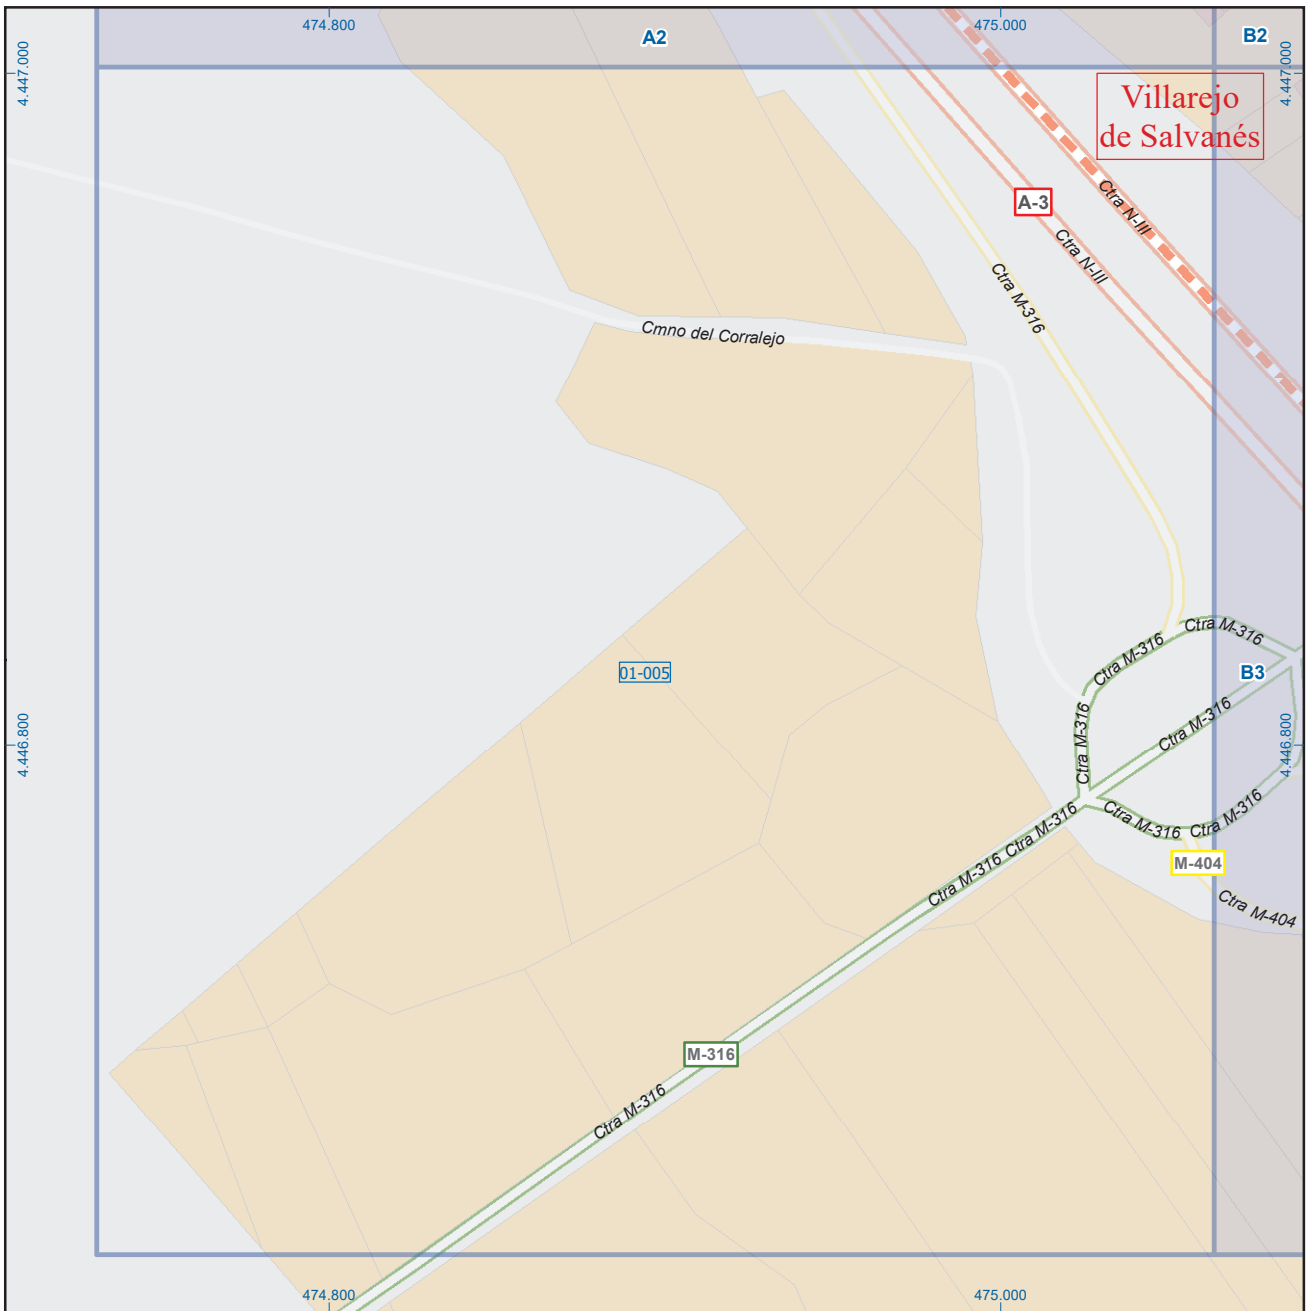 474.800
475.000
A2
B2
4.447.000
4.447.000
Villarejo
de Salvanés
A-3
Ctra N-III
Ctra N-III
Ctra M-316
Cmno del Corralejo
Ctra M-316
Ctra M-316
01-005
B3
Ctra M-316
Ctra M-316
4.446.800
4.446.800
Ctra M-316
Ctra M-316
Ctra M-316
Ctra M-316
M-404
Ctra M-404
M-316
Ctra M-316
474.800
475.000